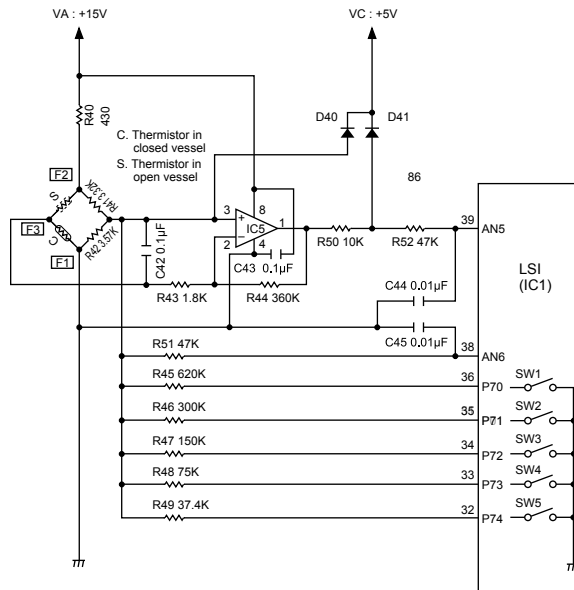 VA : +15V
VC : +5V
R40
430
D40
D41
C. Thermistor in
closed vessel
S. Thermistor in
open vessel
86
F2
S
R41 3.32K
F3
C
R42 3.57K
F1
C42 0.1µF
3
+
8
1
IC5
2
−
4
C43 0.1µF
R50 10K
R52 47K
39
AN5
LSI
(IC1)
R43 1.8K
R44 360K
C44 0.01µF
C45 0.01µF
R51 47K
38
AN6
R45 620K
36
P70
SW1
R46 300K
35
P71
SW2
R47 150K
34
P72
SW3
R48 75K
33
P73
SW4
R49 37.4K
32
P74
SW5